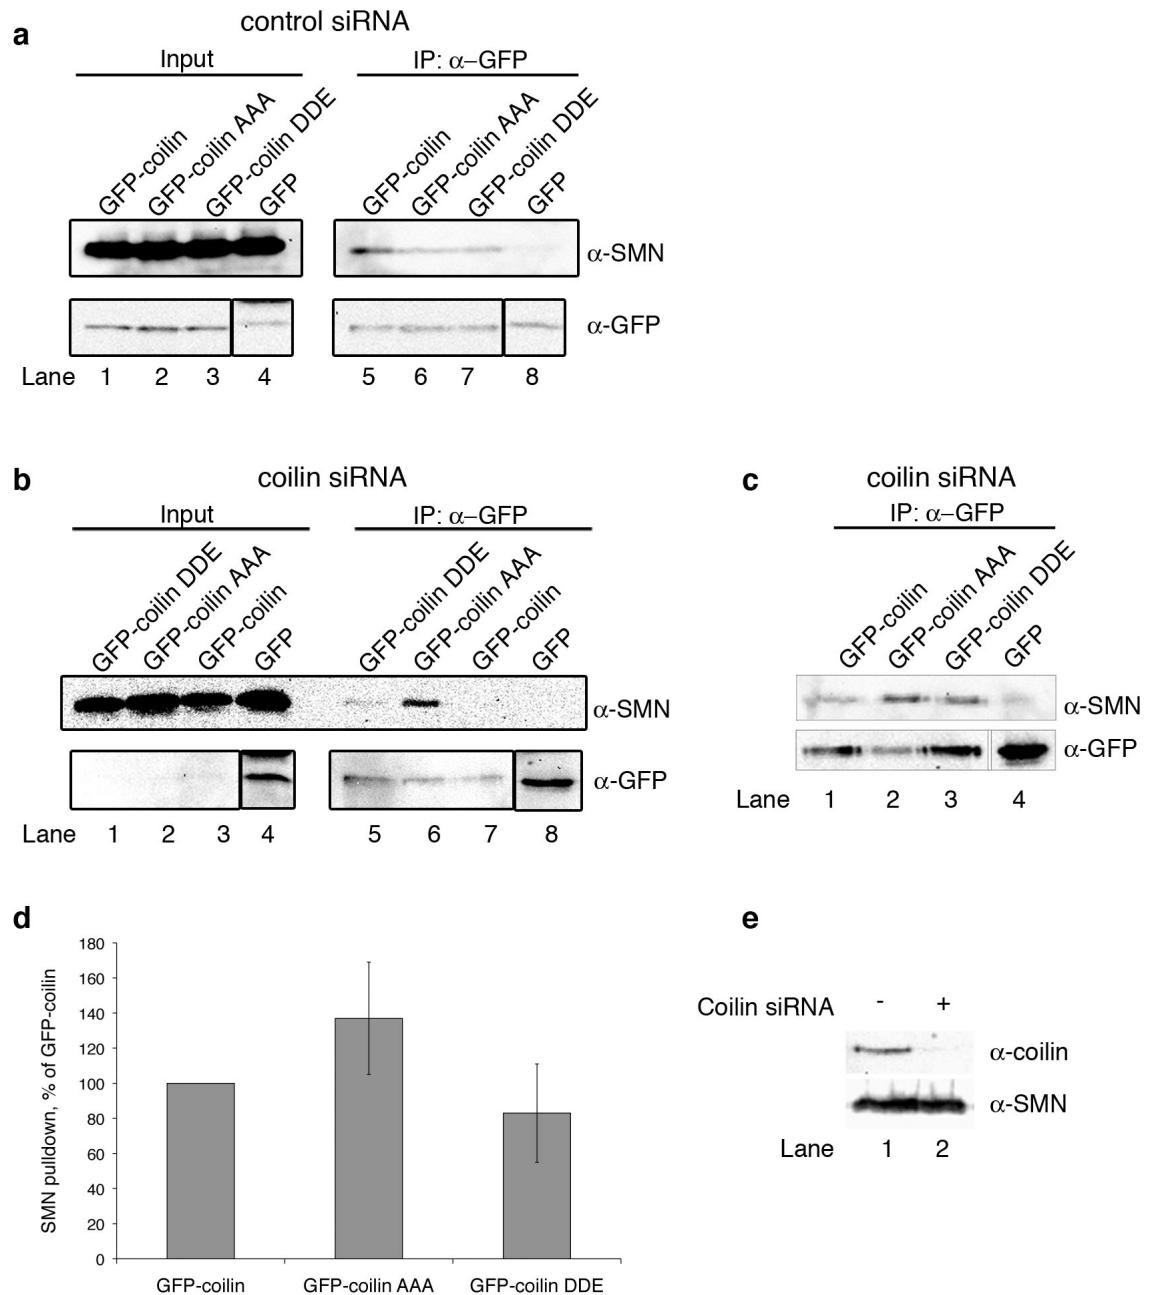 a
control siRNA
Input
IP: α–GFP
GFP-coilin
GFP-coilin AAA
GFP-coilin DDE
GFP
GFP-coilin
GFP-coilin AAA
GFP-coilin DDE
GFP
α-SMN
α-GFP
Lane 1 2 3 4 5 6 7 8
b
coilin siRNA
Input
IP: α–GFP
GFP-coilin DDE
GFP-coilin AAA
GFP-coilin
GFP
GFP-coilin DDE
GFP-coilin AAA
GFP-coilin
GFP
α-SMN
α-GFP
Lane 1 2 3 4 5 6 7 8
c
coilin siRNA
IP: α–GFP
GFP-coilin
GFP-coilin AAA
GFP-coilin DDE
GFP
α-SMN
α-GFP
Lane 1 2 3 4
d
SMN pulldown, % of GFP-coilin
180
160
140
120
100
80
60
40
20
0
GFP-coilin GFP-coilin AAA GFP-coilin DDE
e
Coilin siRNA - +
α-coilin
α-SMN
Lane 1 2